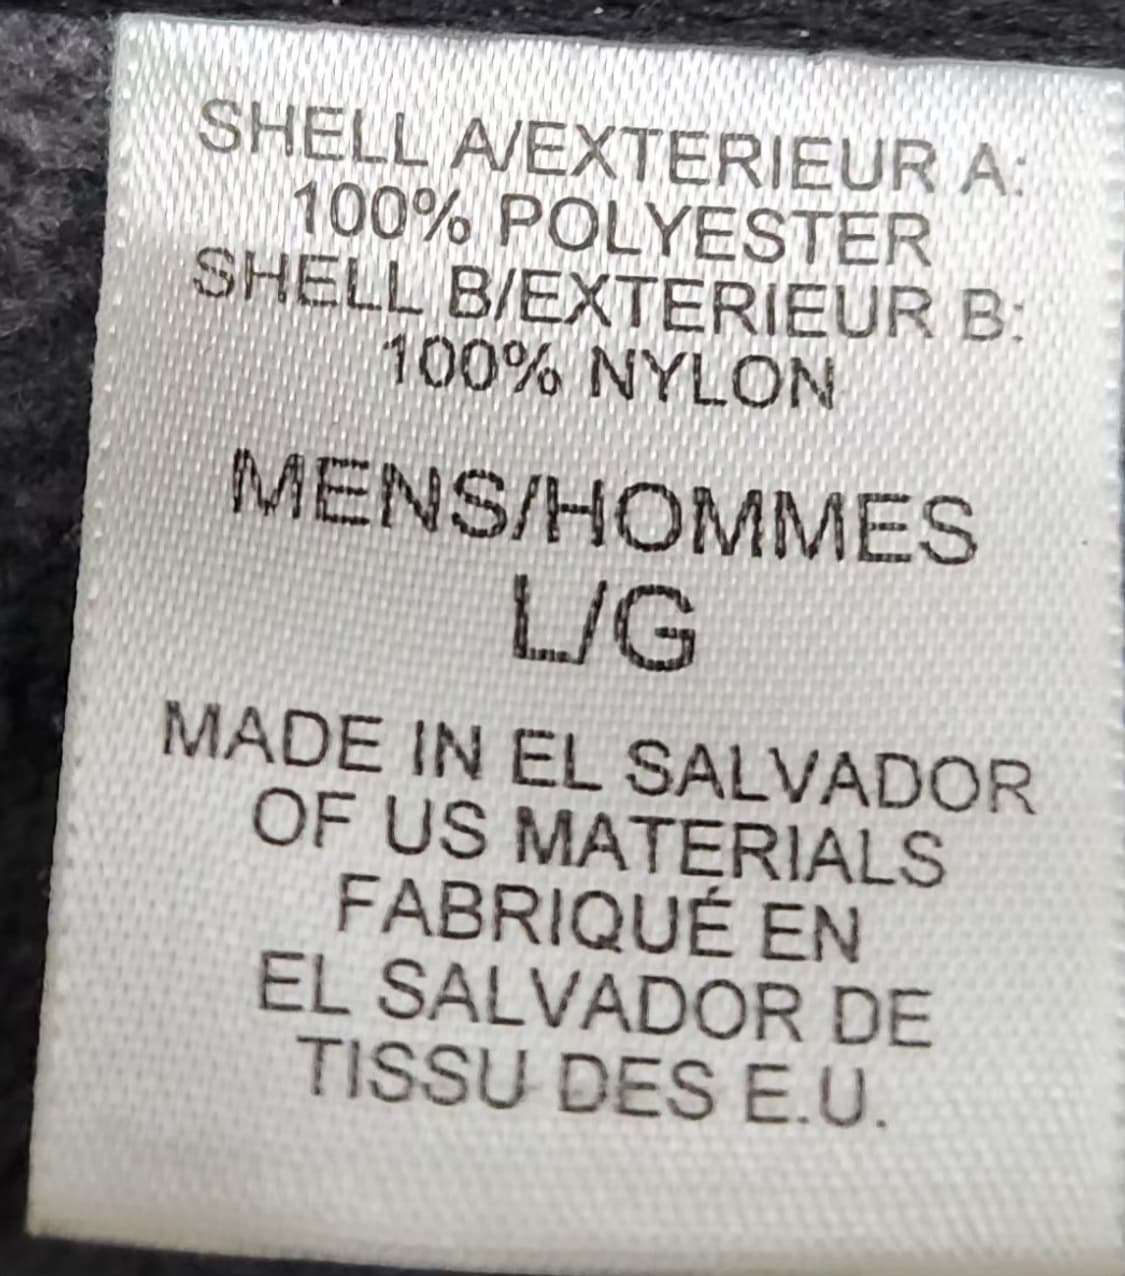 SHELL A/EXTERIEUR A:
100% POLYESTER
SHELL B/EXTERIEUR B:
100% NYLON
MENS/HOMMES
L/G
MADE IN EL SALVADOR
OF US MATERIALS
FABRIQUÉ EN
EL SALVADOR DE
TISSU DES E.U.